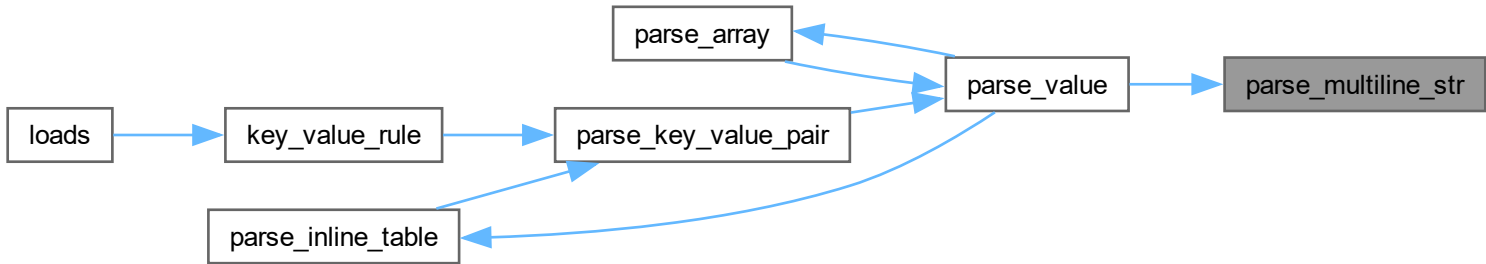 parse_array
parse_value
parse_multiline_str
loads
key_value_rule
parse_key_value_pair
parse_inline_table